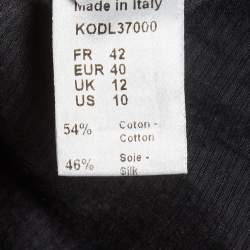 Made in Italy
KODL37000
FR 42
EUR 40
UK 12
US 10
54% Coton -
Cotton
46% Soie -
Silk